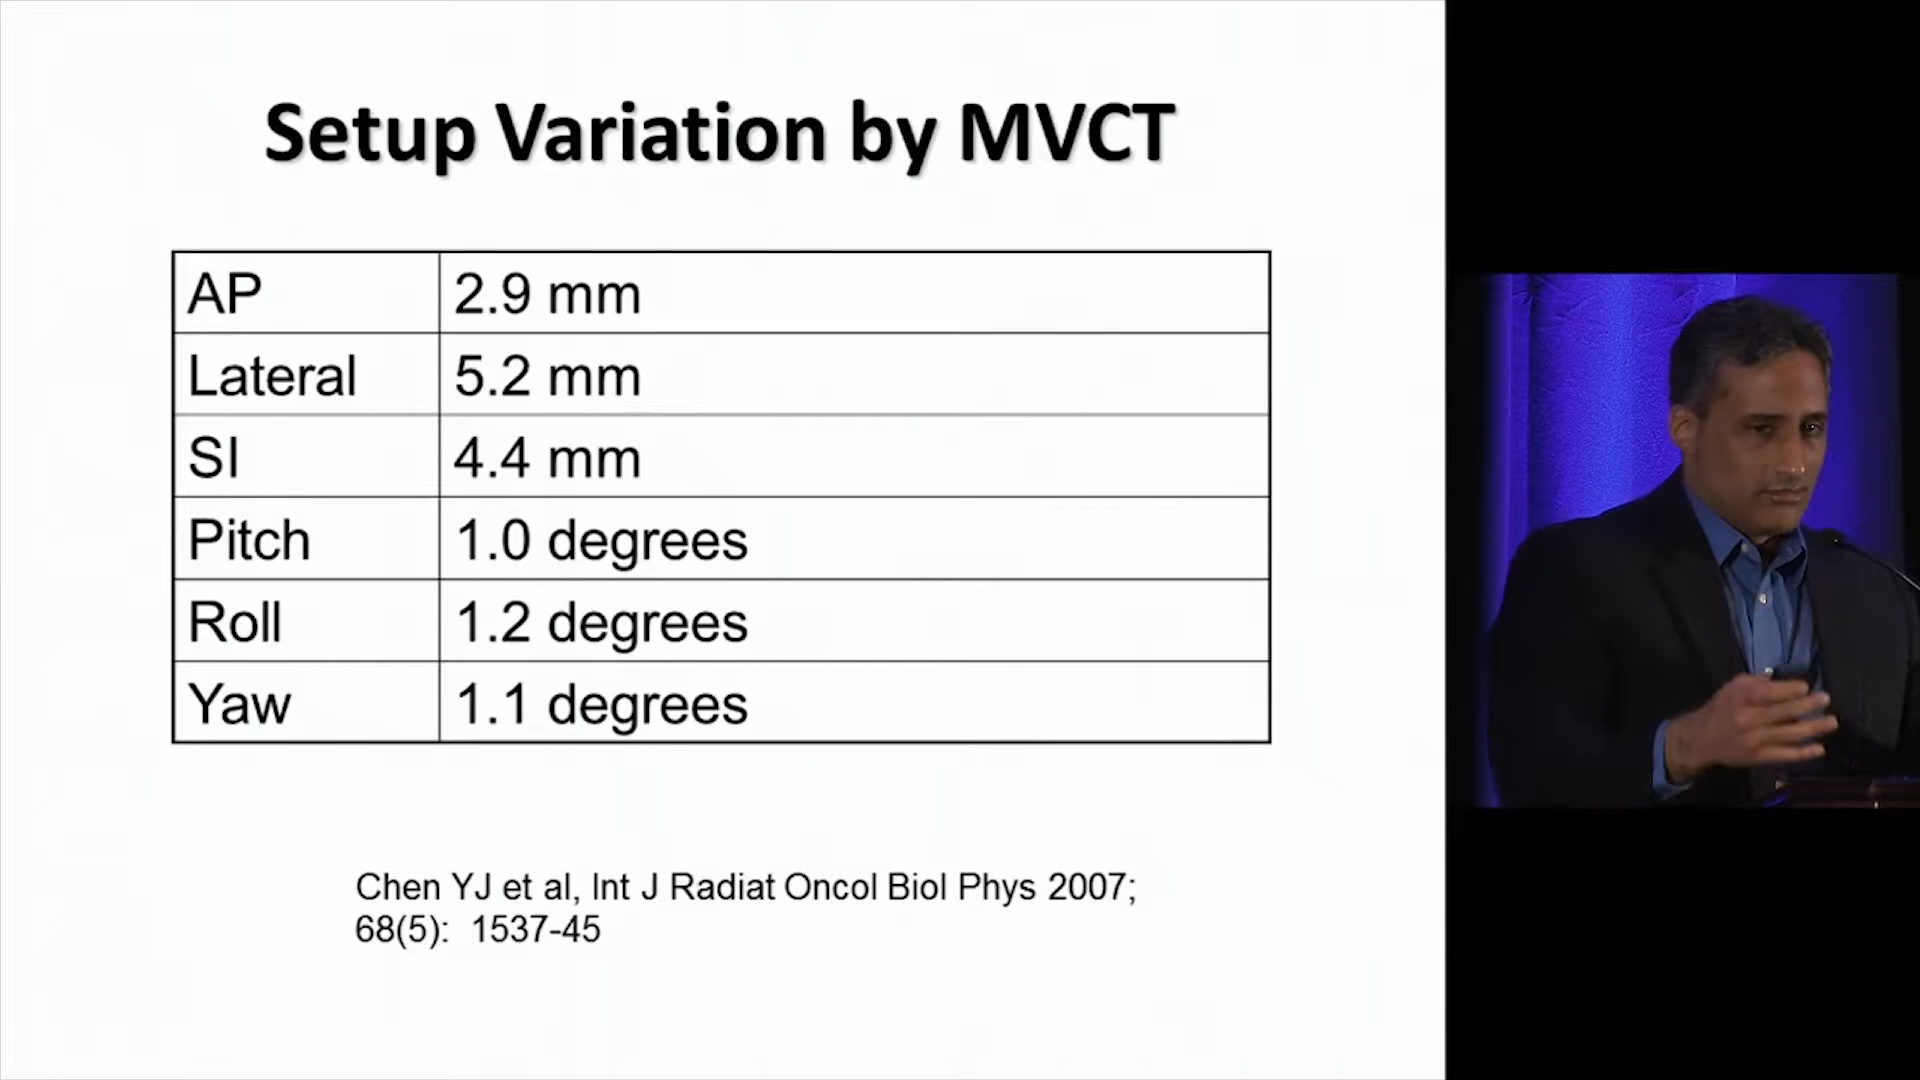 Setup Variation by MVCT
AP 2.9 mm
Lateral 5.2 mm
SI 4.4 mm
Pitch 1.0 degrees
Roll 1.2 degrees
Yaw 1.1 degrees
Chen YJ et al, Int J Radiat Oncol Biol Phys 2007;
68(5): 1537-45